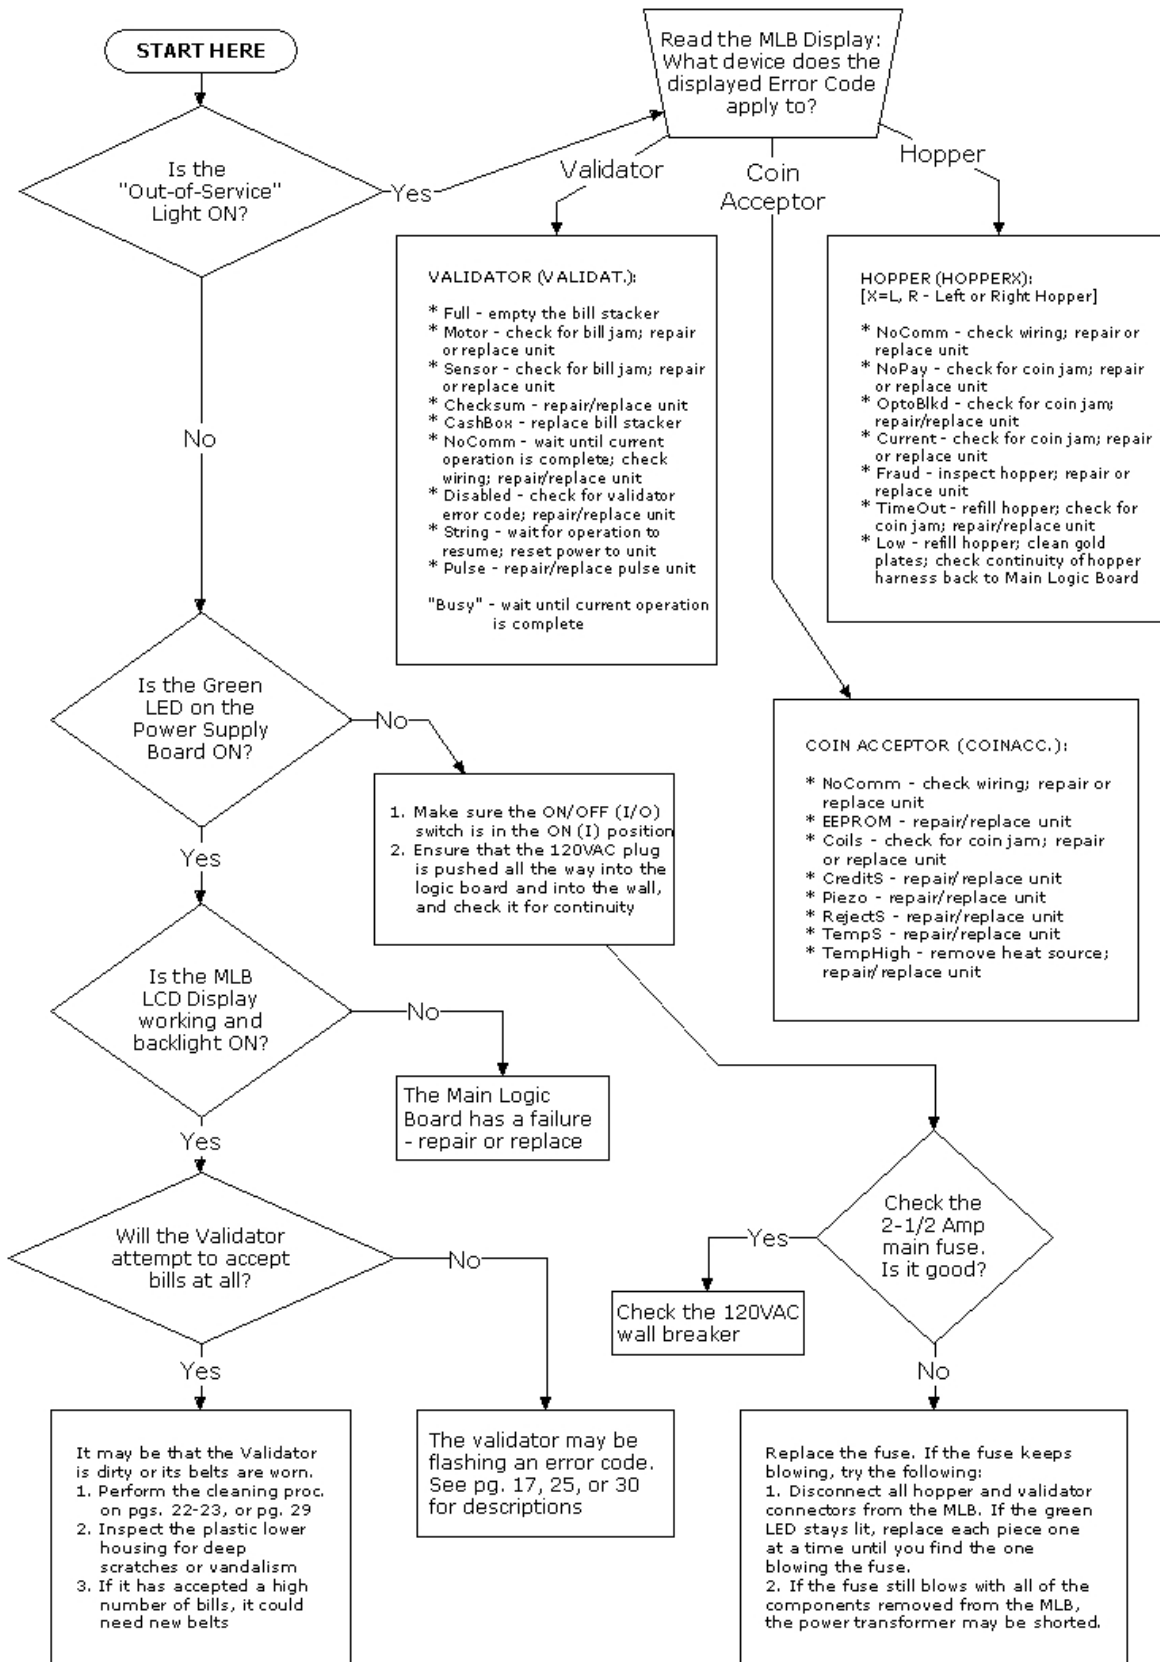 START HERE
Is the
"Out-of-Service"
Light ON?
Yes
No
Read the MLB Display:
What device does the
displayed Error Code
apply to?
Validator
Coin
Acceptor
Hopper
VALIDATOR (VALIDAT.):
* Full - empty the bill stacker
* Motor - check for bill jam; repair
or replace unit
* Sensor - check for bill jam; repair
or replace unit
* Checksum - repair/replace unit
* CashBox - replace bill stacker
* NoComm - wait until current
operation is complete; check
wiring; repair/replace unit
* Disabled - check for validator
error code; repair/replace unit
* String - wait for operation to
resume; reset power to unit
* Pulse - repair/replace pulse unit
"Busy" - wait until current operation
is complete
HOPPER (HOPPERX):
[X=L, R - Left or Right Hopper]
* NoComm - check wiring; repair or
replace unit
* NoPay - check for coin jam; repair
or replace unit
* OptoBlkd - check for coin jam;
repair/replace unit
* Current - check for coin jam; repair
or replace unit
* Fraud - inspect hopper; repair or
replace unit
* TimeOut - refill hopper; check for
coin jam; repair/replace unit
* Low - refill hopper; clean gold
plates; check continuity of hopper
harness back to Main Logic Board
COIN ACCEPTOR (COINACC.):
* NoComm - check wiring; repair or
replace unit
* EEPROM - repair/replace unit
* Coils - check for coin jam; repair
or replace unit
* CreditS - repair/replace unit
* Piezo - repair/replace unit
* RejectS - repair/replace unit
* TempS - repair/replace unit
* TempHigh - remove heat source;
repair/replace unit
Is the Green
LED on the
Power Supply
Board ON?
No
Yes
1. Make sure the ON/OFF (I/O)
switch is in the ON (I) position
2. Ensure that the 120VAC plug
is pushed all the way into the
logic board and into the wall,
and check it for continuity
Is the MLB
LCD Display
working and
backlight ON?
No
Yes
The Main Logic
Board has a failure
- repair or replace
Check the
2-1/2 Amp
main fuse.
Is it good?
Yes
No
Check the 120VAC
wall breaker
Will the Validator
attempt to accept
bills at all?
No
Yes
It may be that the Validator
is dirty or its belts are worn.
1. Perform the cleaning proc.
on pgs. 22-23, or pg. 29
2. Inspect the plastic lower
housing for deep
scratches or vandalism
3. If it has accepted a high
number of bills, it could
need new belts
The validator may be
flashing an error code.
See pg. 17, 25, or 30
for descriptions
Replace the fuse. If the fuse keeps
blowing, try the following:
1. Disconnect all hopper and validator
connectors from the MLB. If the green
LED stays lit, replace each piece one
at a time until you find the one
blowing the fuse.
2. If the fuse still blows with all of the
components removed from the MLB,
the power transformer may be shorted.